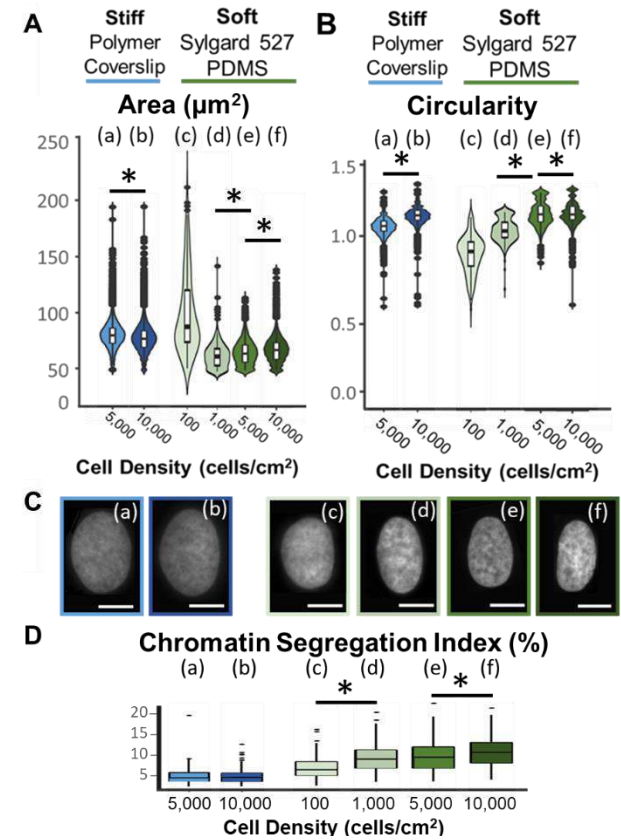 A
Stiff
Polymer
Coverslip
Soft
Sylgard 527
PDMS
Area (µm²)
(a) (b) (c) (d) (e) (f)
250
200
150
100
50
0
*
*
*
5,000
10,000
100
1,000
5,000
10,000
Cell Density (cells/cm²)
B
Stiff
Polymer
Coverslip
Soft
Sylgard 527
PDMS
Circularity
(a) (b) (c) (d) (e) (f)
1.5
1.0
0.5
0.0
*
*
*
5,000
10,000
100
1,000
5,000
10,000
Cell Density (cells/cm²)
C
(a) (b) (c) (d) (e) (f)
D
Chromatin Segregation Index (%)
(a) (b) (c) (d) (e) (f)
*
*
20
15
10
5
5,000 10,000 100 1,000 5,000 10,000
Cell Density (cells/cm²)